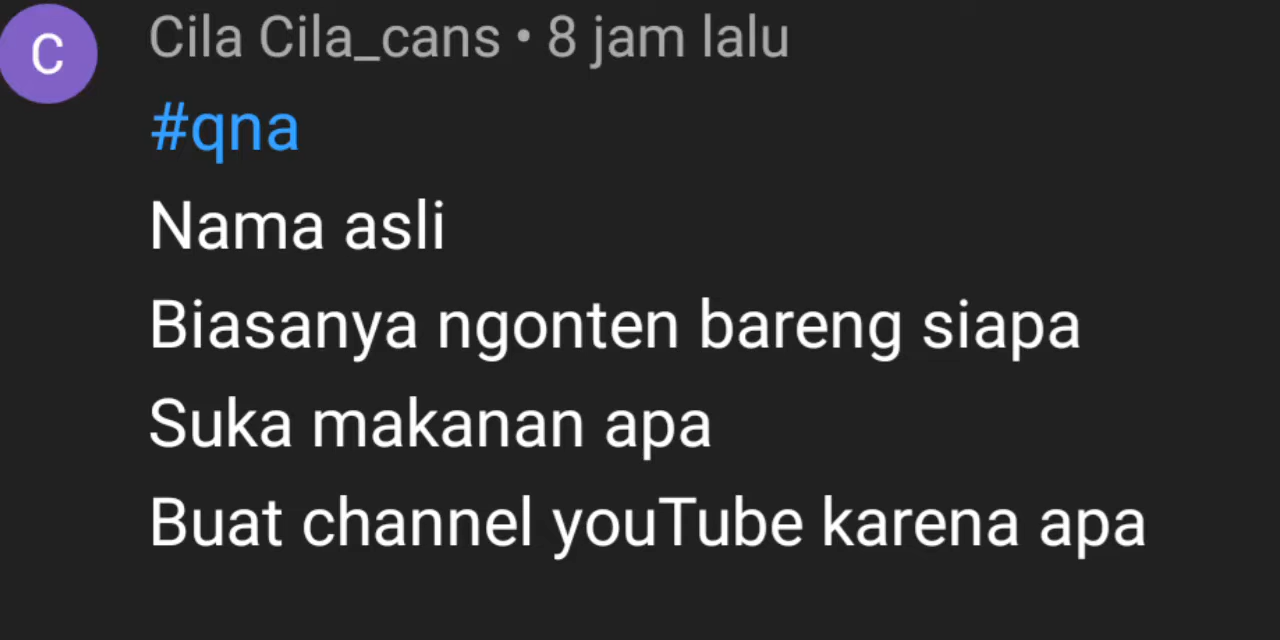 C
Cila Cila_cans • 8 jam lalu
#qna
Nama asli
Biasanya ngonten bareng siapa
Suka makanan apa
Buat channel youTube karena apa